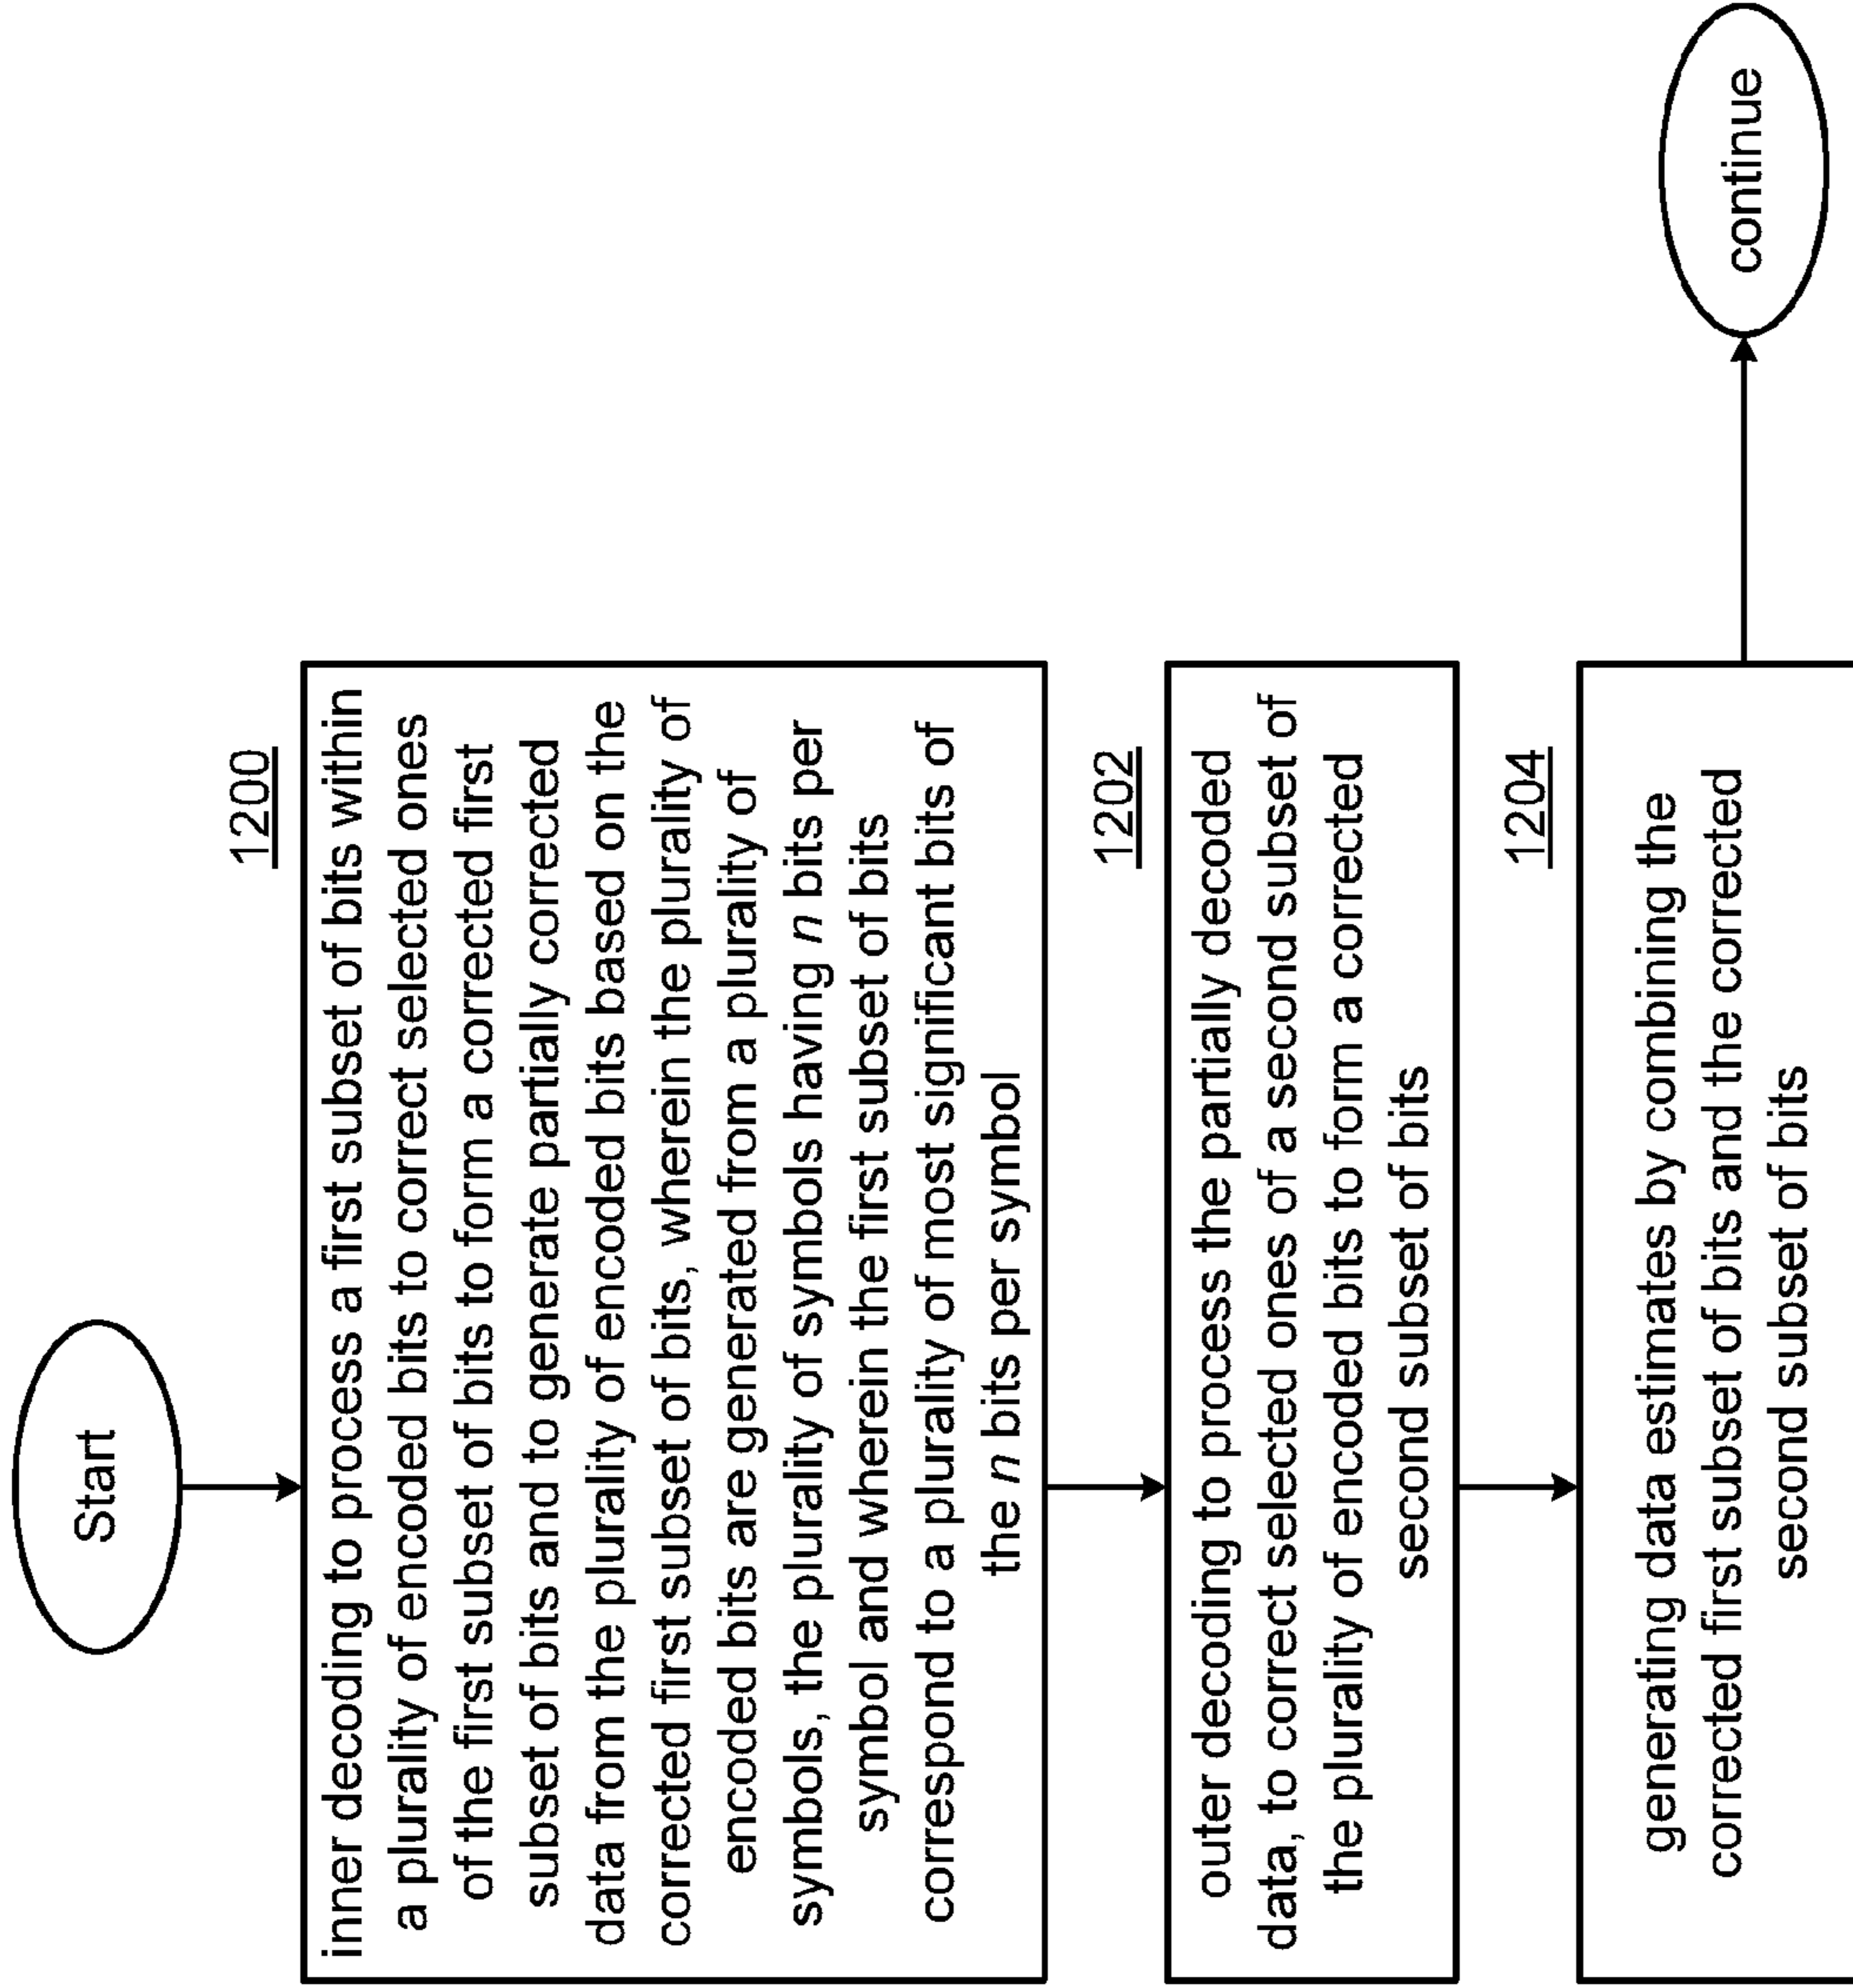 Start
1200
inner decoding to process a first subset of bits within
a plurality of encoded bits to correct selected ones
of the first subset of bits to form a corrected first
subset of bits and to generate partially corrected
data from the plurality of encoded bits based on the
corrected first subset of bits, wherein the plurality of
encoded bits are generated from a plurality of
symbols, the plurality of symbols having n bits per
symbol and wherein the first subset of bits
correspond to a plurality of most significant bits of
the n bits per symbol
1202
outer decoding to process the partially decoded
data, to correct selected ones of a second subset of
the plurality of encoded bits to form a corrected
second subset of bits
1204
generating data estimates by combining the
corrected first subset of bits and the corrected
second subset of bits
continue